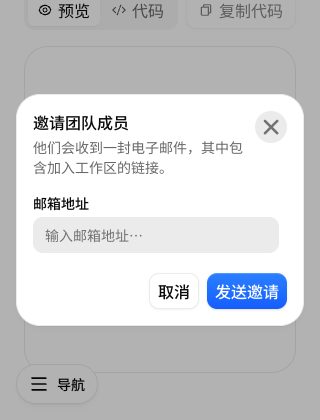 预览
代码
复制代码
邀请团队成员
他们会收到一封电子邮件，其中包
含加入工作区的链接。
邮箱地址
输入邮箱地址…
取消
发送邀请
导航